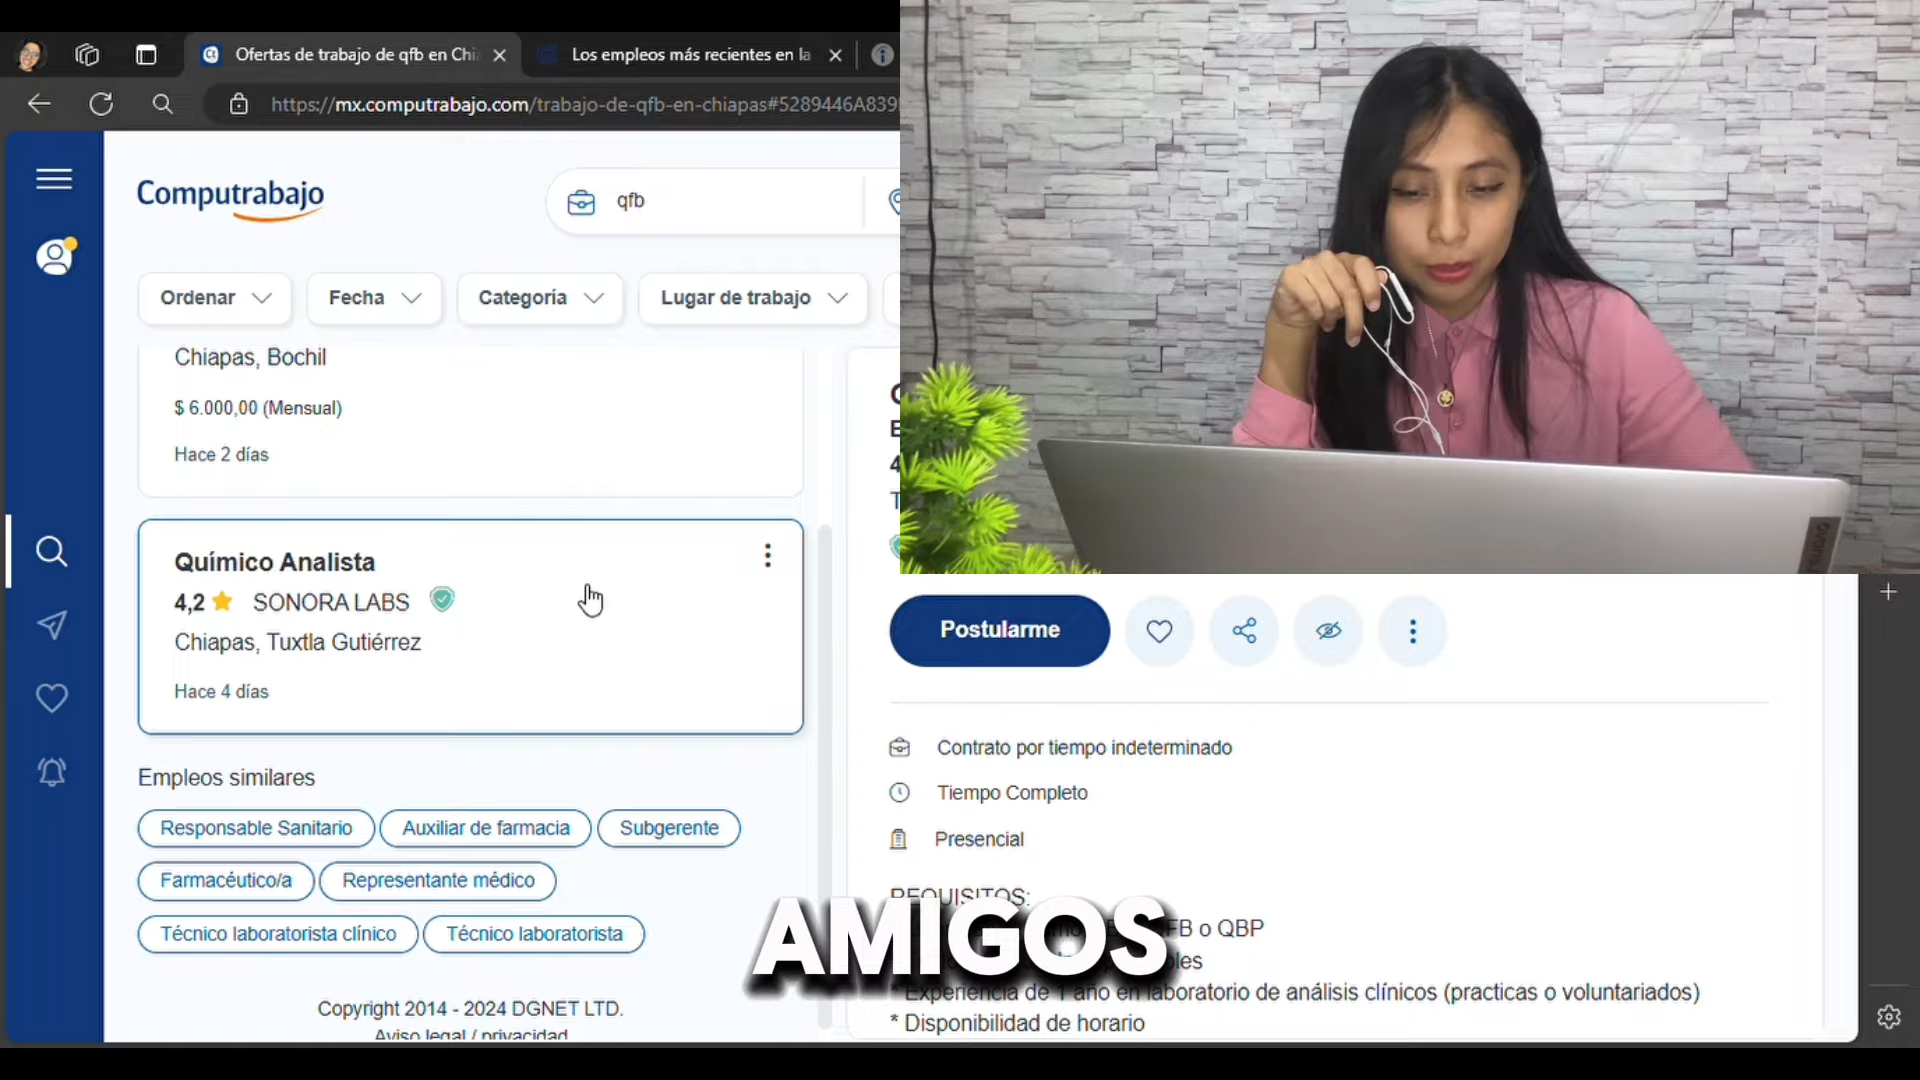 Ofertas de trabajo de qfb en Chia
Los empleos más recientes en la
https://mx.computrabajo.com/trabajo-de-qfb-en-chiapas#5289446A839
Computrabajo
qfb
Ordenar
Fecha
Categoría
Lugar de trabajo
Chiapas, Bochil
$ 6.000,00 (Mensual)
Hace 2 días
Químico Analista
4,2 SONORA LABS
Chiapas, Tuxtla Gutiérrez
Hace 4 días
Empleos similares
Responsable Sanitario
Auxiliar de farmacia
Subgerente
Farmacéutico/a
Representante médico
Técnico laboratorista clínico
Técnico laboratorista
Copyright 2014 - 2024 DGNET LTD.
Aviso legal / privacidad
Postularme
Contrato por tiempo indeterminado
Tiempo Completo
Presencial
REQUISITOS:
o QBP
* Experiencia de 1 año en laboratorio de análisis clínicos (practicas o voluntariados)
* Disponibilidad de horario
AMIGOS